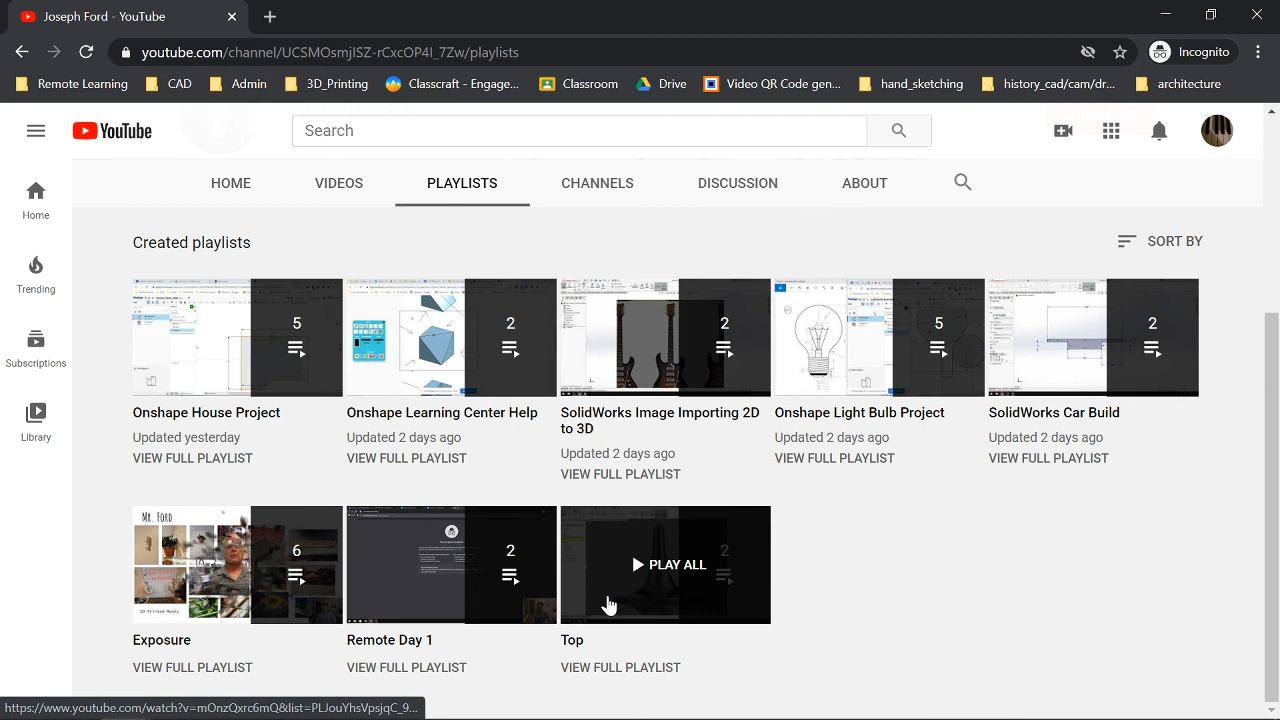 Joseph Ford - YouTube
youtube.com/channel/UCSMOsmjISZ-rCxcOP4I_7Zw/playlists
Incognito
Remote Learning CAD Admin 3D_Printing Classcraft - Engage... Classroom Drive Video QR Code gen... hand_sketching history_cad/cam/dr... architecture
YouTube
Search
HOME VIDEOS PLAYLISTS CHANNELS DISCUSSION ABOUT
Home
Trending
Subscriptions
Library
Created playlists
SORT BY
5 2 2 5 2
Onshape House Project
Updated yesterday
VIEW FULL PLAYLIST
Onshape Learning Center Help
Updated 2 days ago
VIEW FULL PLAYLIST
SolidWorks Image Importing 2D
to 3D
Updated 2 days ago
VIEW FULL PLAYLIST
Onshape Light Bulb Project
Updated 2 days ago
VIEW FULL PLAYLIST
SolidWorks Car Build
Updated 2 days ago
VIEW FULL PLAYLIST
Mr. Ford
3D Printed Masks
6
Exposure
VIEW FULL PLAYLIST
2
Remote Day 1
VIEW FULL PLAYLIST
PLAY ALL 2
Top
VIEW FULL PLAYLIST
https://www.youtube.com/watch?v=mOnzQxrc6mQ&list=PLJouYhsVpsjqC_9...